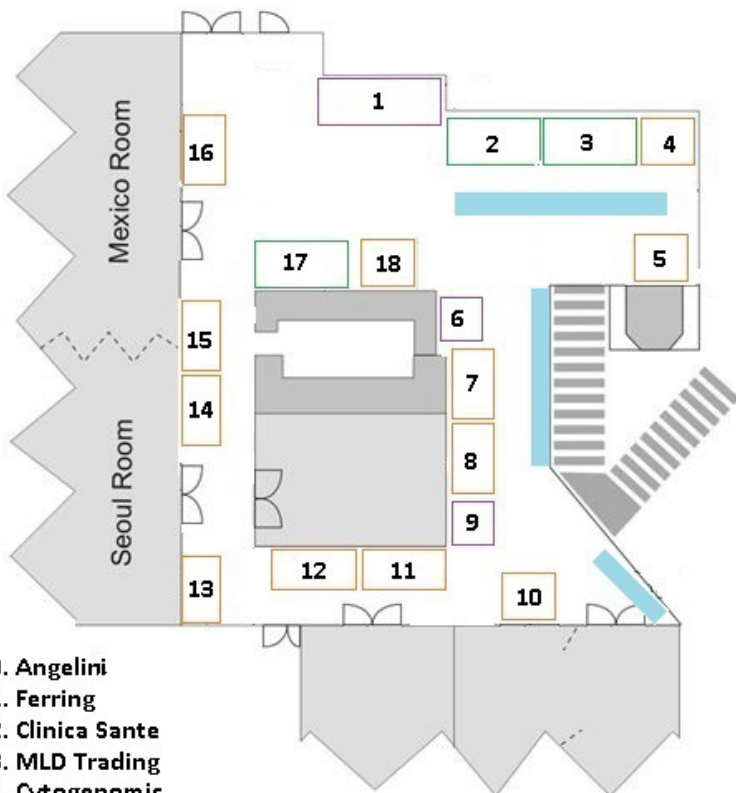 1
2
3
4
16
5
17
18
6
15
7
14
8
9
12
11
13
10
Mexico Room
Seoul Room
. Angelini
. Ferring
. Clinica Sante
. MLD Trading
Cytogenomic